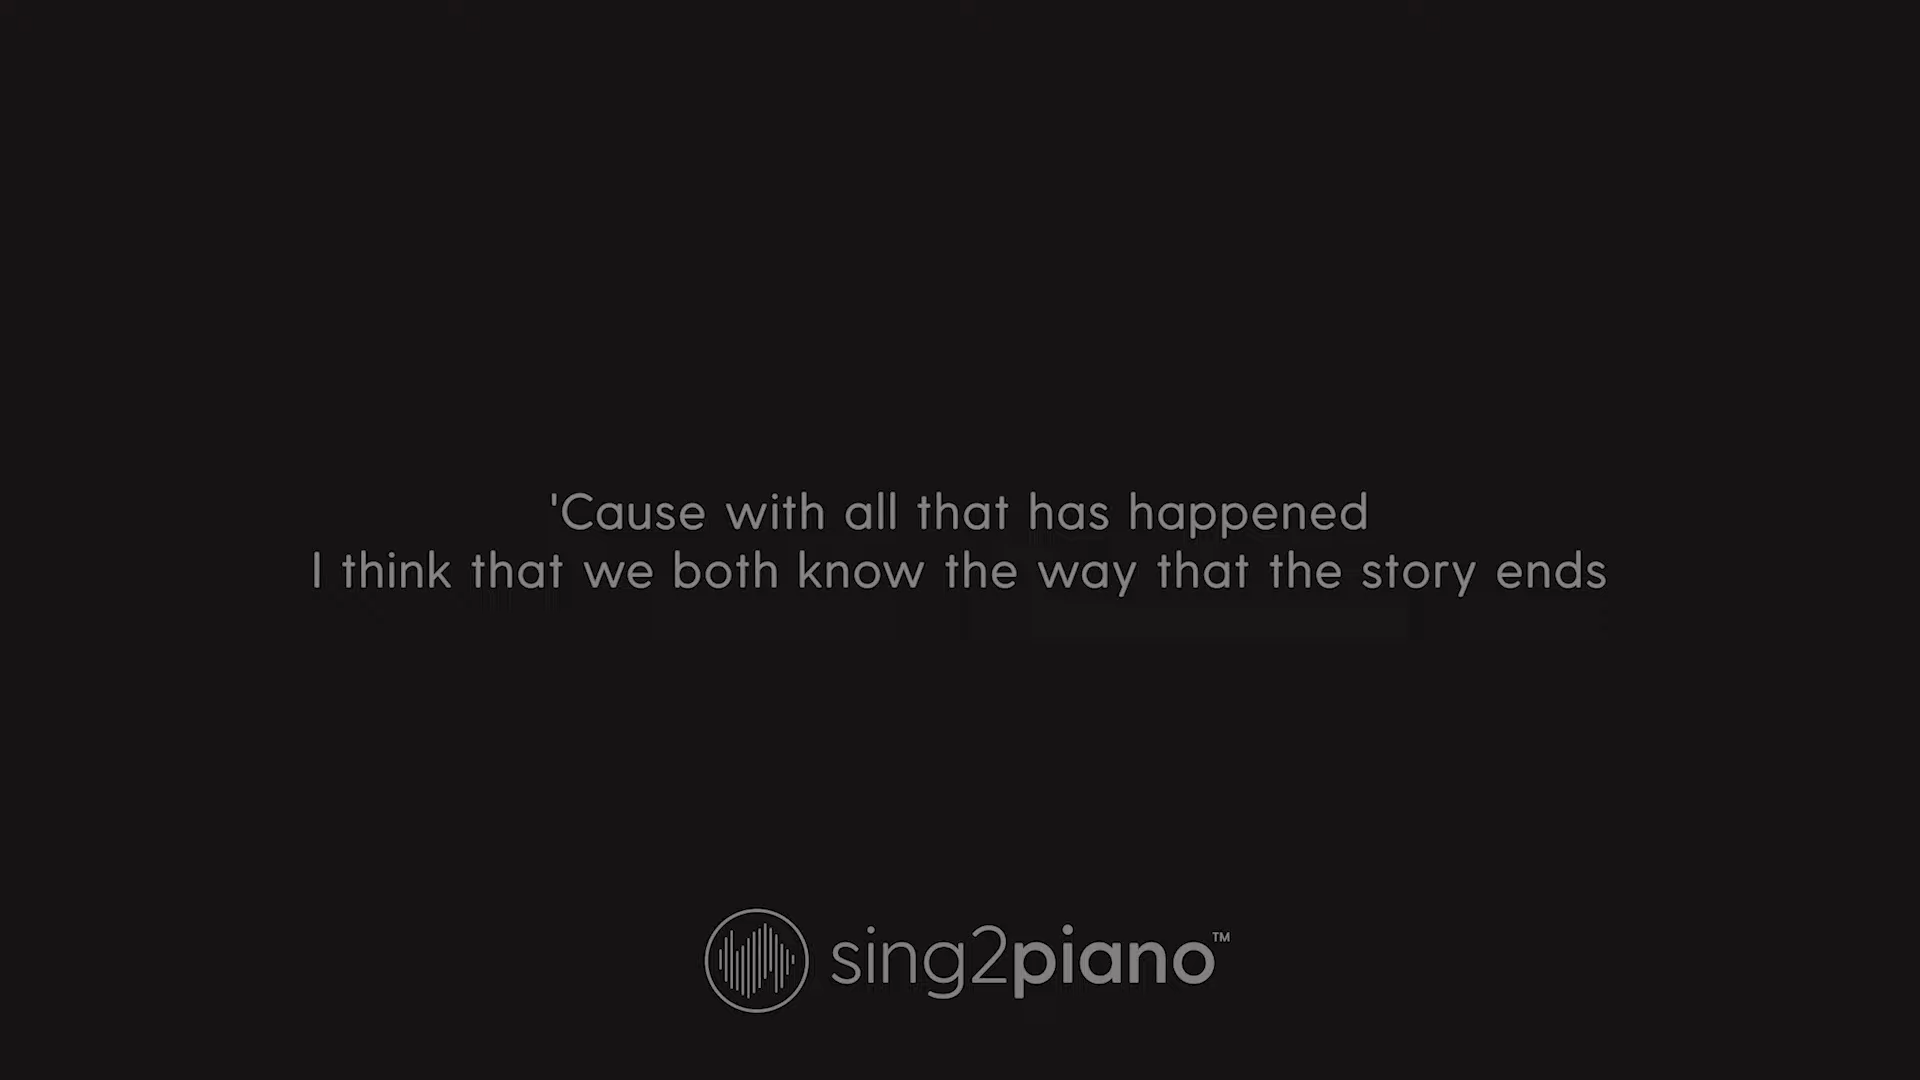 'Cause with all that has happened
I think that we both know the way that the story ends
sing2piano™